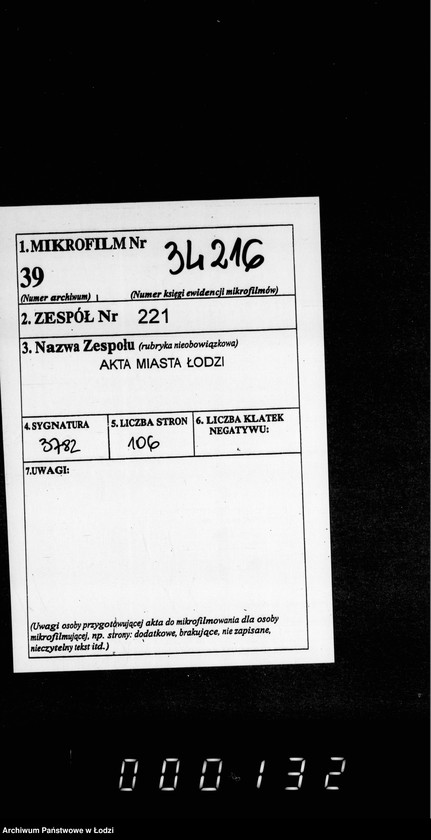 1. MIKROFILM Nr 34216
39
(Numer archiwum) (Numer księgi ewidencji mikrofilmów)
2. ZESPÓŁ Nr 221
3. Nazwa Zespołu (rubryka nieobowiązkowa)
AKTA MIASTA ŁODZI
4. SYGNATURA
3782
5. LICZBA STRON
106
6. LICZBA KLATEK
NEGATYWU:
7. UWAGI:
(Uwagi osoby przygotówującej akta do mikrofilmowania dla osoby
mikrofilmującej, np. strony: dodatkowe, brakujące, nie zapisane,
nieczytelny tekst itd.)
000132
Archiwum Państwowe w Łodzi